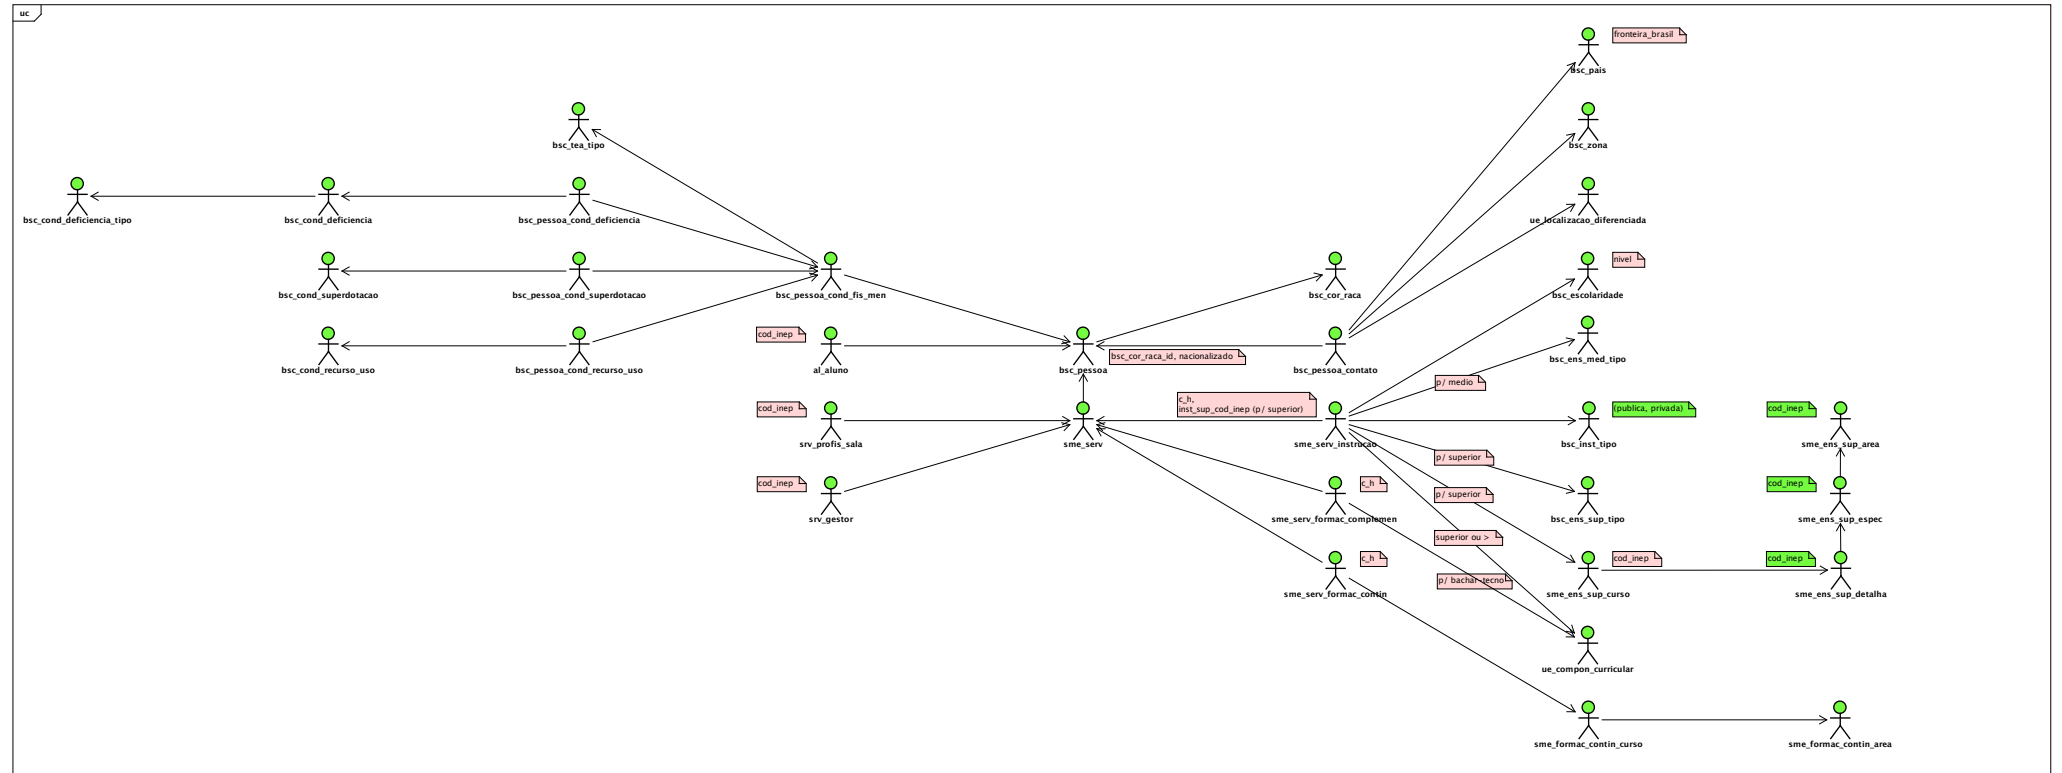 uc
fronteira_brasil
bsc_pais
bsc_tea_tipo
bsc_zona
bsc_cond_deficiencia_tipo
bsc_cond_deficiencia
bsc_pessoa_cond_deficiencia
ue_localizacao_diferenciada
nivel
bsc_cond_superdotacao
bsc_pessoa_cond_superdotacao
bsc_pessoa_cond_fis_men
bsc_cor_raca
bsc_escolaridade
cod_inep
bsc_cor_raca_id, nacionalizado
bsc_cond_recurso_uso
bsc_pessoa_cond_recurso_uso
al_aluno
bsc_pessoa
bsc_pessoa_contato
bsc_ens_med_tipo
p/ medio
cod_inep
c_h,
inst_sup_cod_inep (p/ superior)
(publica, privada)
cod_inep
srv_profis_sala
sme_serv
sme_serv_instrucao
bsc_inst_tipo
sme_ens_sup_area
p/ superior
cod_inep
c_h
p/ superior
cod_inep
srv_gestor
sme_serv_formac_complemen
bsc_ens_sup_tipo
sme_ens_sup_espec
superior ou >
c_h
cod_inep
cod_inep
p/ bachar-tecno
sme_serv_formac_contin
sme_ens_sup_curso
sme_ens_sup_detalha
ue_compon_curricular
sme_formac_contin_curso
sme_formac_contin_area